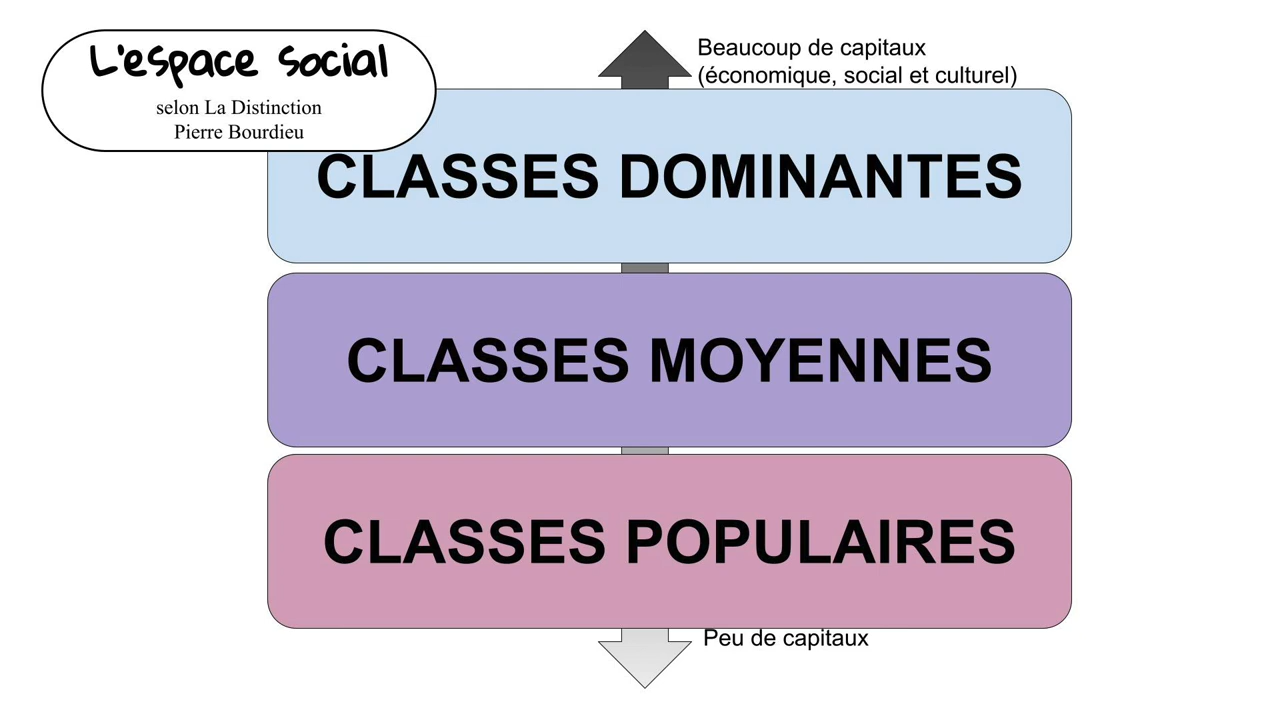 L'espace social
selon La Distinction
Pierre Bourdieu
Beaucoup de capitaux
(économique, social et culturel)
CLASSES DOMINANTES
CLASSES MOYENNES
CLASSES POPULAIRES
Peu de capitaux